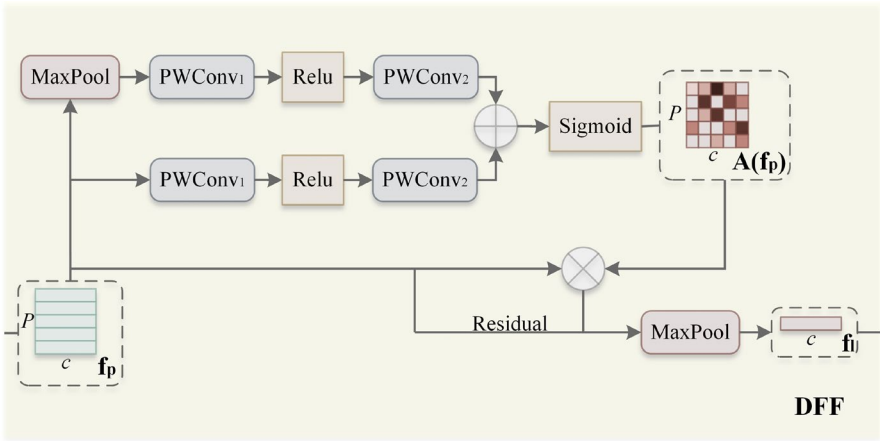 MaxPool PWConv₁ Relu PWConv₂
Sigmoid
P
c
A(fₚ)
PWConv₁ Relu PWConv₂
P
c
fₚ
Residual
MaxPool
c
fₗ
DFF